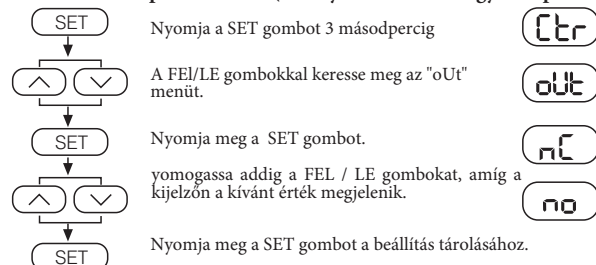 SET
Nyomja a SET gombot 3 másodpercig
Ctr
A FEl/LE gombokkal keresse meg az "oUt"
menüt.
oUt
SET
Nyomja meg a SET gombot.
nC
yomogassa addig a FEL / LE gombokat, amíg a
kijelzőn a kívánt érték megjelenik.
no
SET
Nyomja meg a SET gombot a beállítás tárolásához.